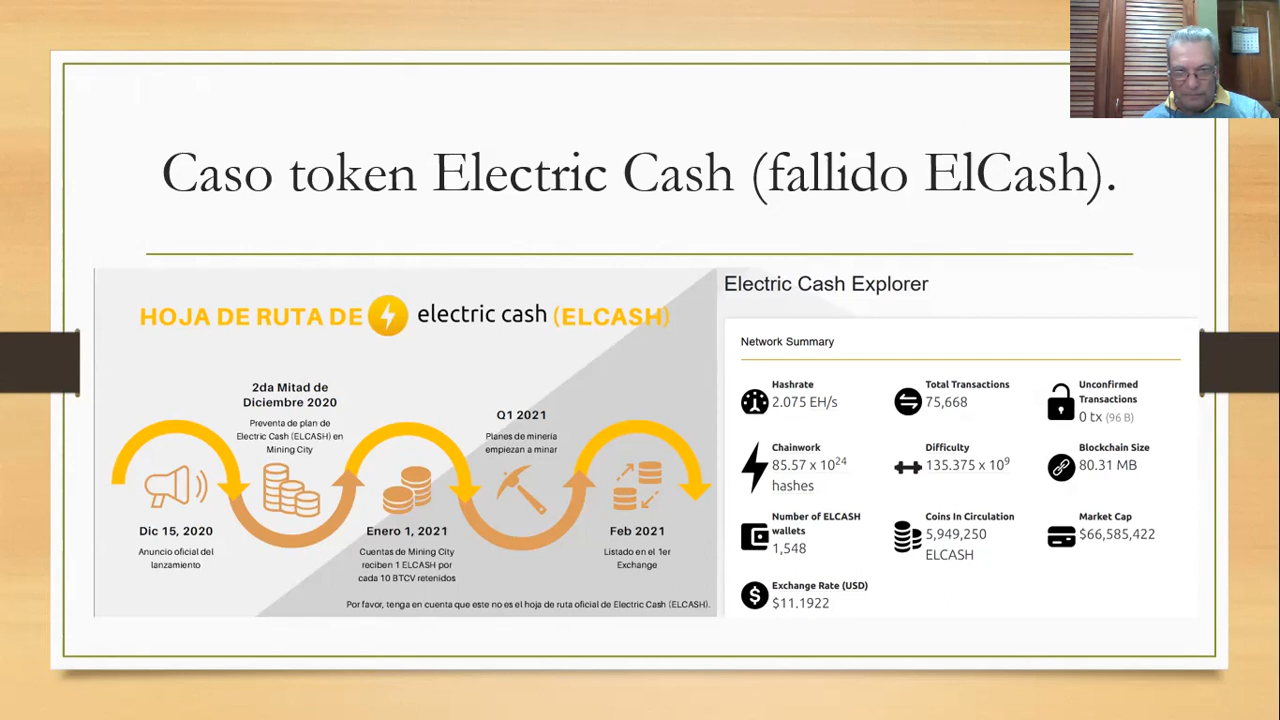 Caso token Electric Cash (fallido ElCash).
HOJA DE RUTA DE electric cash (ELCASH)
2da Mitad de
Diciembre 2020
Preventa de plan de
Electric Cash (ELCASH) en
Mining City
Q1 2021
Planes de minería
empiezan a minar
Dic 15, 2020
Anuncio oficial del
lanzamiento
Enero 1, 2021
Cuentas de Mining City
reciben 1 ELCASH por
cada 10 BTCV retenidos
Feb 2021
Listado en el 1er
Exchange
Por favor, tenga en cuenta que este no es el hoja de ruta oficial de Electric Cash (ELCASH).
Electric Cash Explorer
Network Summary
Hashrate
2.075 EH/s
Total Transactions
75,668
Unconfirmed
Transactions
0 tx (96 B)
Chainwork
85.57 x 10²⁴
hashes
Difficulty
135.375 x 10⁹
Blockchain Size
80.31 MB
Number of ELCASH
wallets
1,548
Coins In Circulation
5,949,250
ELCASH
Market Cap
$66,585,422
Exchange Rate (USD)
$11.1922